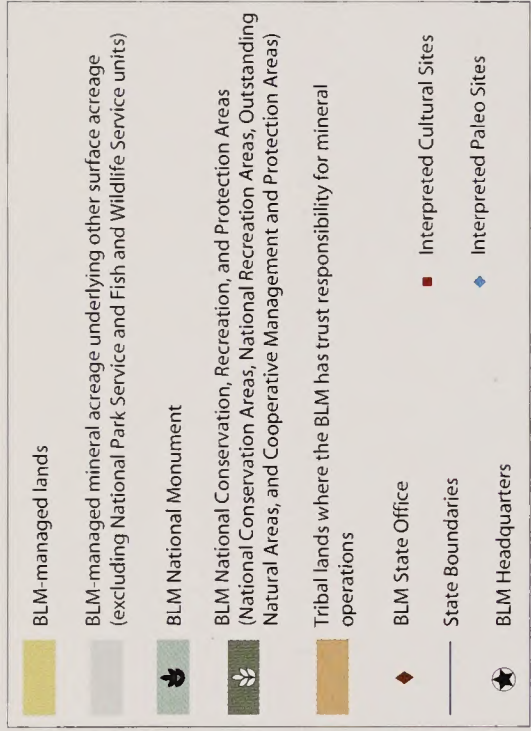 BLM-managed lands
BLM-managed mineral acreage underlying other surface acreage
(excluding National Park Service and Fish and Wildlife Service units)
BLM National Monument
BLM National Conservation, Recreation, and Protection Areas
(National Conservation Areas, National Recreation Areas, Outstanding
Natural Areas, and Cooperative Management and Protection Areas)
Tribal lands where the BLM has trust responsibility for mineral
operations
BLM State Office
State Boundaries
BLM Headquarters
Interpreted Cultural Sites
Interpreted Paleo Sites